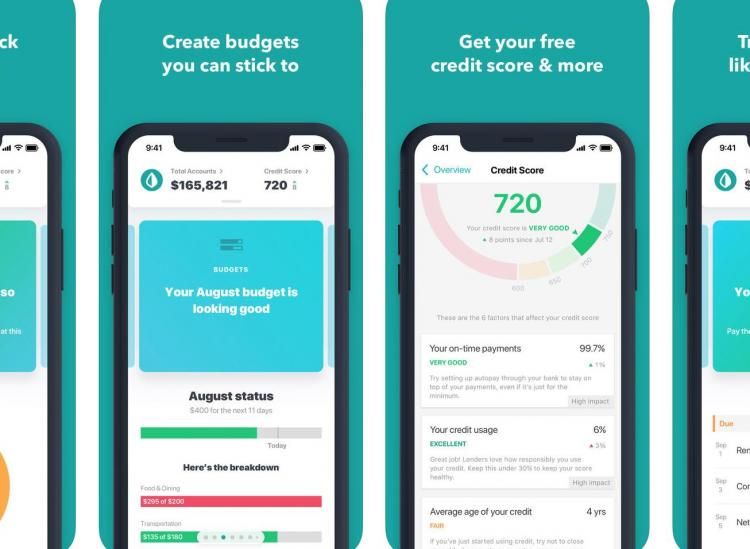 ck
core >
8
so
at this
Create budgets
you can stick to
9:41
Total Accounts >
Credit Score >
$165,821
720 8
BUDGETS
Your August budget is
looking good
August status
$400 for the next 11 days
Today
Here's the breakdown
Food & Dining
$295 of $200
Transportation
$135 of $180
Get your free
credit score & more
9:41
Overview
Credit Score
720
Your credit score is VERY GOOD
8 points since Jul 12
600
650
700
750
These are the 6 factors that affect your credit score
Your on-time payments 99.7%
VERY GOOD 1%
Try setting up autopay through your bank to stay on
top of your payments, even if it's just for the
minimum.
High impact
Your credit usage 6%
EXCELLENT 3%
Great job! Lenders love how responsibly you use
your credit. Keep this under 30% to keep your score
healthy.
High impact
Average age of your credit 4 yrs
FAIR
If you've just started using credit, try not to close
T
lik
9:41
To
$
Yo
Pay the
Due
Sep
1
Ren
Sep
3
Cor
Sep
5
Net